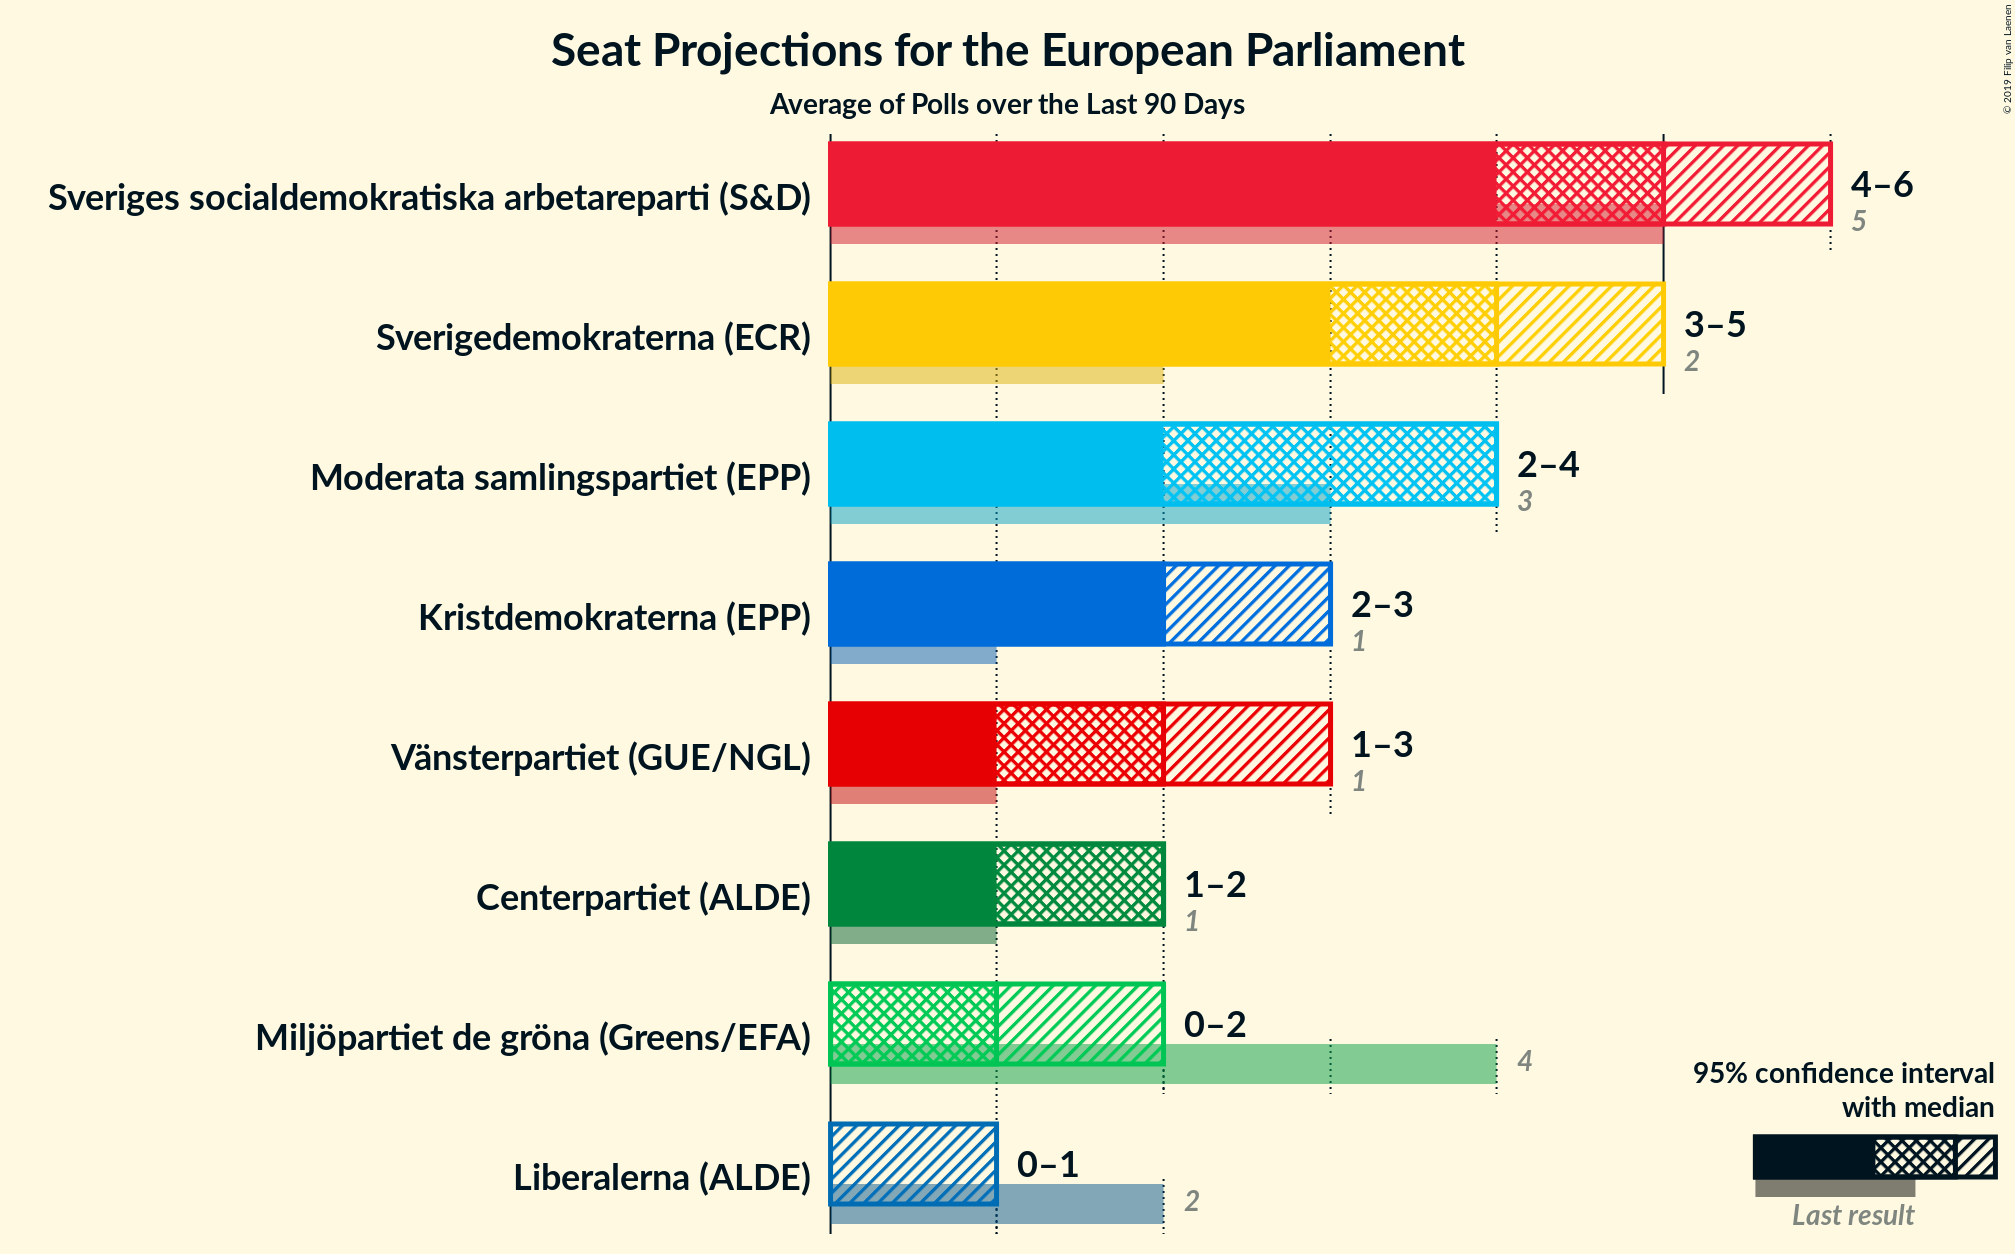 Seat Projections for the European Parliament
Average of Polls over the Last 90 Days
© 2019 Filip van Laenen
Sveriges socialdemokratiska arbetareparti (S&D)
4–6
5
Sverigedemokraterna (ECR)
3–5
2
Moderata samlingspartiet (EPP)
2–4
3
Kristdemokraterna (EPP)
2–3
1
Vänsterpartiet (GUE/NGL)
1–3
1
Centerpartiet (ALDE)
1–2
1
Miljöpartiet de gröna (Greens/EFA)
0–2
4
Liberalerna (ALDE)
0–1
2
95% confidence interval
with median
Last result